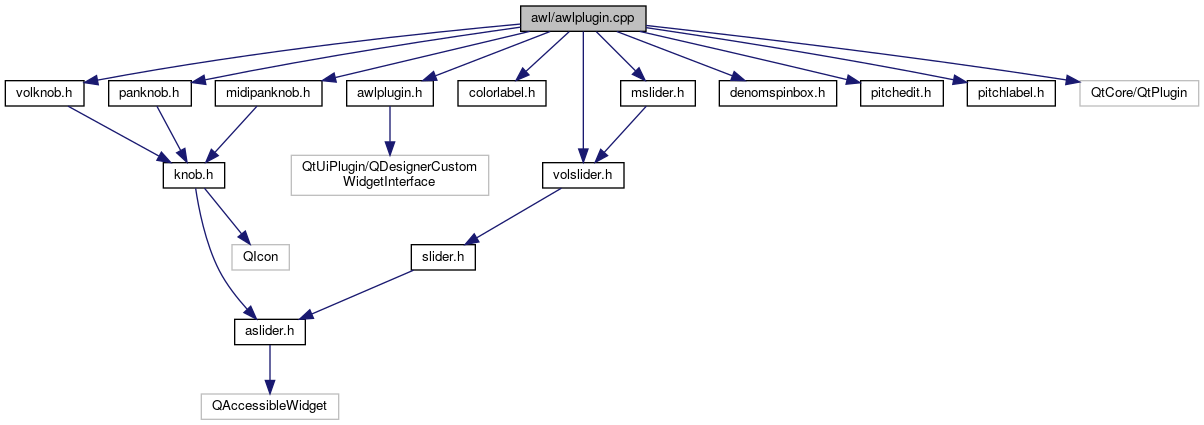 awl/awlplugin.cpp
volknob.h
panknob.h
midipanknob.h
awlplugin.h
colorlabel.h
mslider.h
denomspinbox.h
pitchedit.h
pitchlabel.h
QtCore/QtPlugin
knob.h
QtUiPlugin/QDesignerCustom
WidgetInterface
volslider.h
QIcon
slider.h
aslider.h
QAccessibleWidget